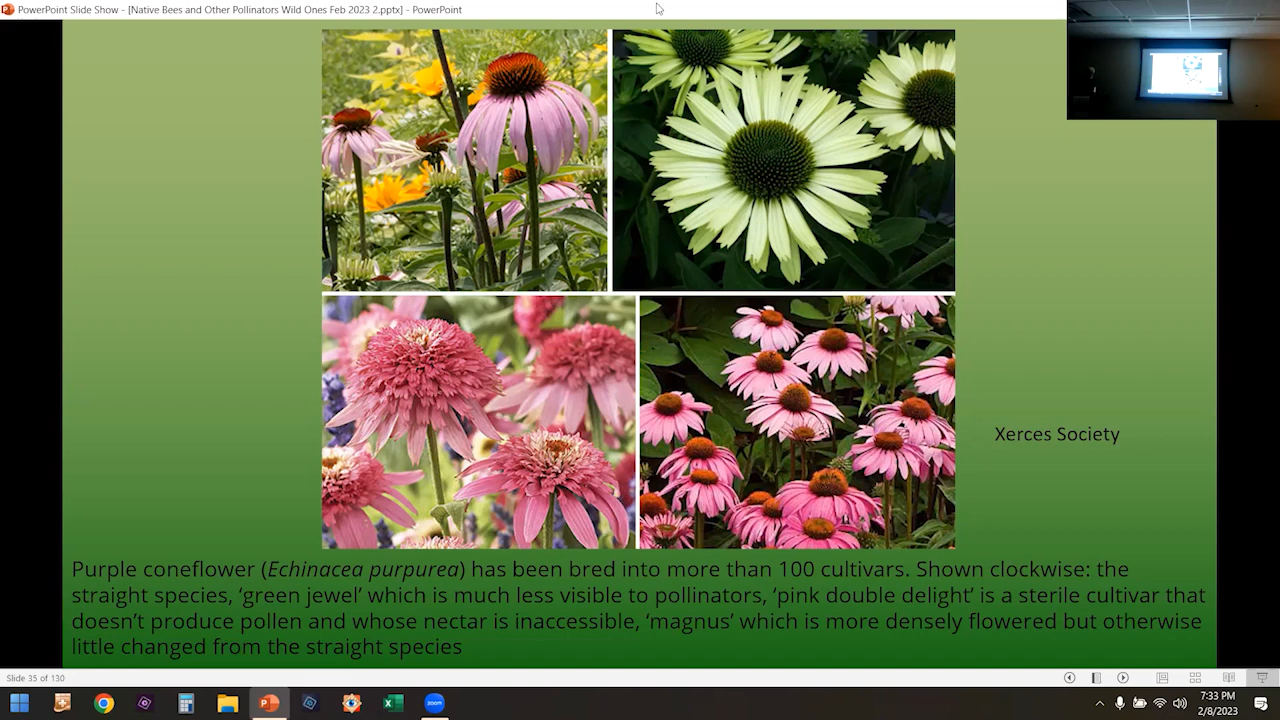 PowerPoint Slide Show - [Native Bees and Other Pollinators Wild Ones Feb 2023 2.pptx] - PowerPoint
Xerces Society
Purple coneflower (Echinacea purpurea) has been bred into more than 100 cultivars. Shown clockwise: the
straight species, ‘green jewel’ which is much less visible to pollinators, ‘pink double delight’ is a sterile cultivar that
doesn’t produce pollen and whose nectar is inaccessible, ‘magnus’ which is more densely flowered but otherwise
little changed from the straight species
Slide 35 of 130
zoom
7:33 PM
2/8/2023